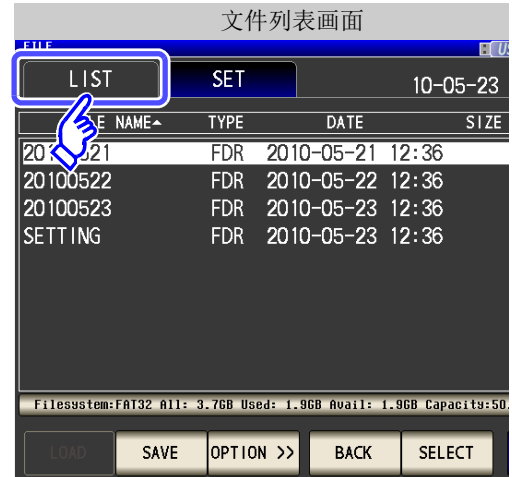 文件列表画面
FILE
LIST SET 10-05-23
NAME▲ TYPE DATE SIZE
FDR 2010-05-21 12:36
20100522 FDR 2010-05-22 12:36
20100523 FDR 2010-05-23 12:36
SETTING FDR 2010-05-23 12:36
Filesystem:FAT32 All: 3.7GB Used: 1.9GB Avail: 1.9GB Capacity:50.
LOAD SAVE OPTION >> BACK SELECT